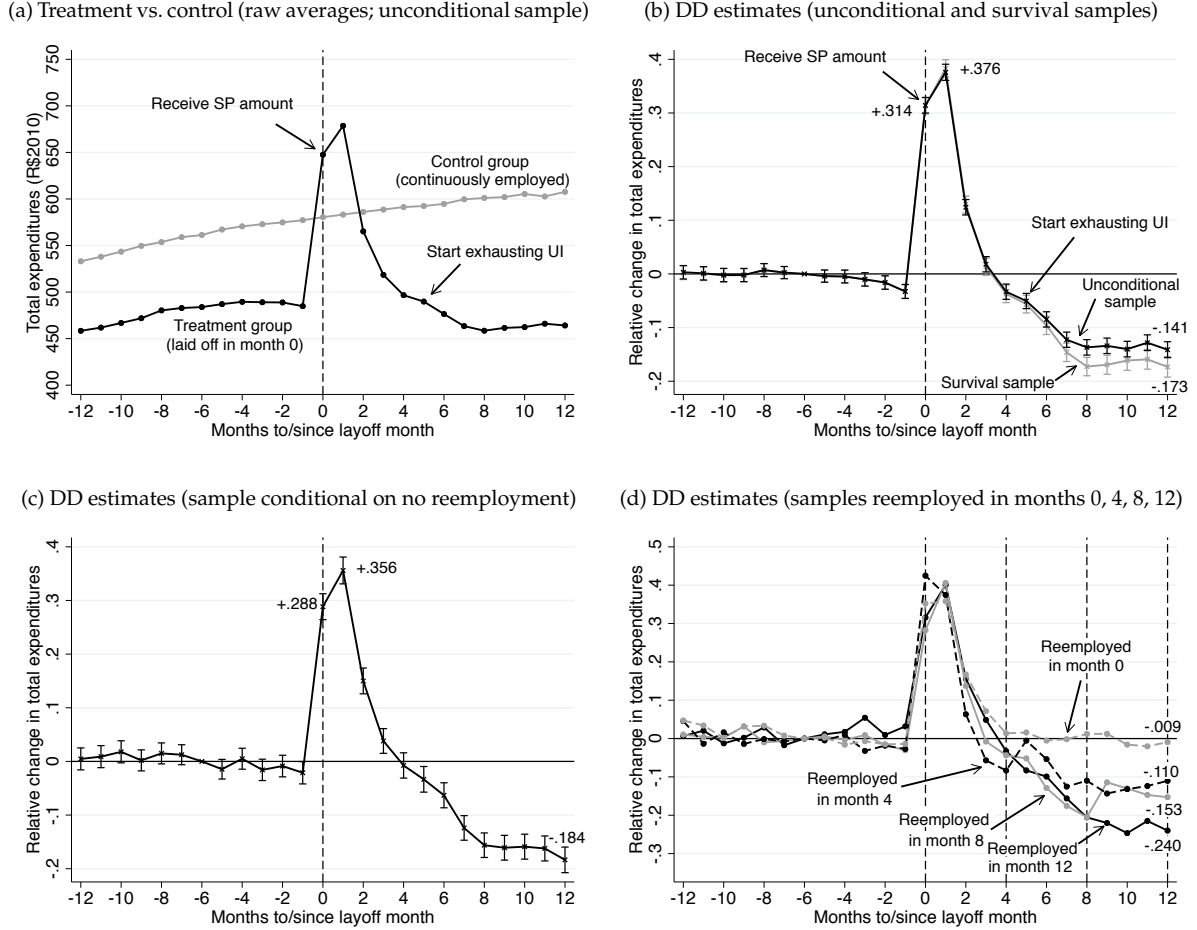 (a) Treatment vs. control (raw averages; unconditional sample)
Total expenditures (R$2010)
750
700
650
600
550
500
450
400
Receive SP amount
Control group
(continuously employed)
Start exhausting UI
Treatment group
(laid off in month 0)
-12 -10 -8 -6 -4 -2 0 2 4 6 8 10 12
Months to/since layoff month
(b) DD estimates (unconditional and survival samples)
Relative change in total expenditures
.4
.3
.2
.1
0
-.1
-.2
Receive SP amount
+.376
+.314
Start exhausting UI
Unconditional
sample
-.141
Survival sample
-.173
-12 -10 -8 -6 -4 -2 0 2 4 6 8 10 12
Months to/since layoff month
(c) DD estimates (sample conditional on no reemployment)
Relative change in total expenditures
.4
.3
.2
.1
0
-.1
-.2
+.356
+.288
-.184
-12 -10 -8 -6 -4 -2 0 2 4 6 8 10 12
Months to/since layoff month
(d) DD estimates (samples reemployed in months 0, 4, 8, 12)
Relative change in total expenditures
.5
.4
.3
.2
.1
0
-.1
-.2
-.3
Reemployed
in month 0
-.009
Reemployed
in month 4
-.110
-.153
Reemployed
in month 8
Reemployed
in month 12
-.240
-12 -10 -8 -6 -4 -2 0 2 4 6 8 10 12
Months to/since layoff month